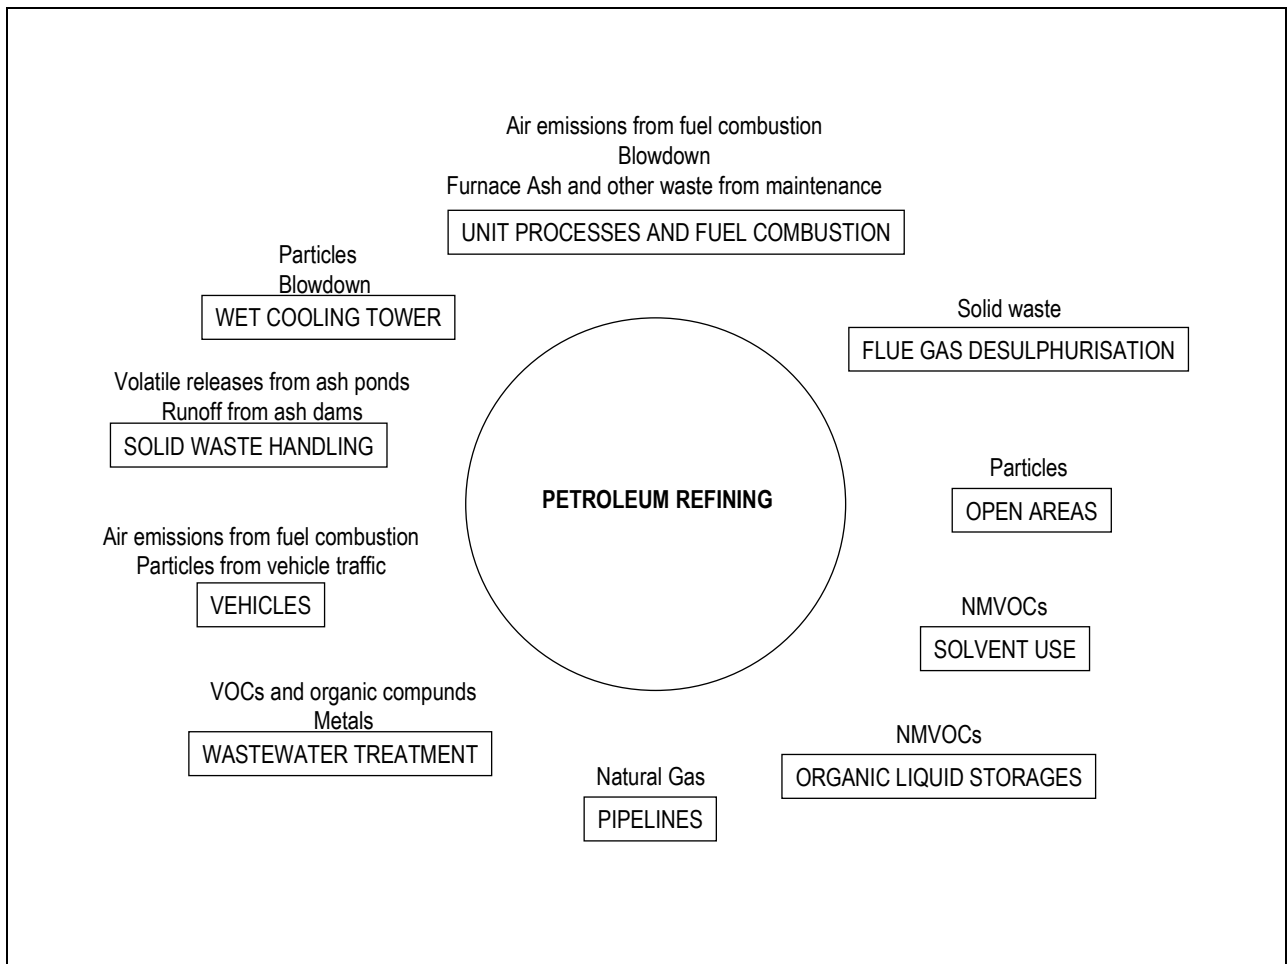 Air emissions from fuel combustion
Blowdown
Furnace Ash and other waste from maintenance
UNIT PROCESSES AND FUEL COMBUSTION
Particles
Blowdown
WET COOLING TOWER
Solid waste
FLUE GAS DESULPHURISATION
Volatile releases from ash ponds
Runoff from ash dams
SOLID WASTE HANDLING
Particles
OPEN AREAS
PETROLEUM REFINING
Air emissions from fuel combustion
Particles from vehicle traffic
VEHICLES
NMVOCs
SOLVENT USE
VOCs and organic compunds
Metals
WASTEWATER TREATMENT
NMVOCs
ORGANIC LIQUID STORAGES
Natural Gas
PIPELINES